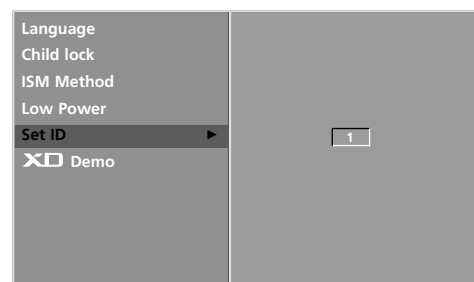 Language
Child lock
ISM Method
Low Power
Set ID ► 1
XD Demo